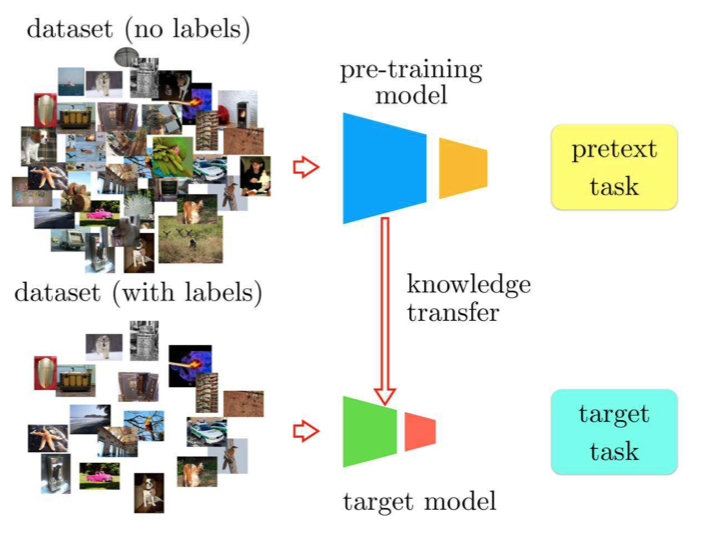 dataset (no labels)
pre-training
model
pretext
task
knowledge
transfer
dataset (with labels)
target
task
target model